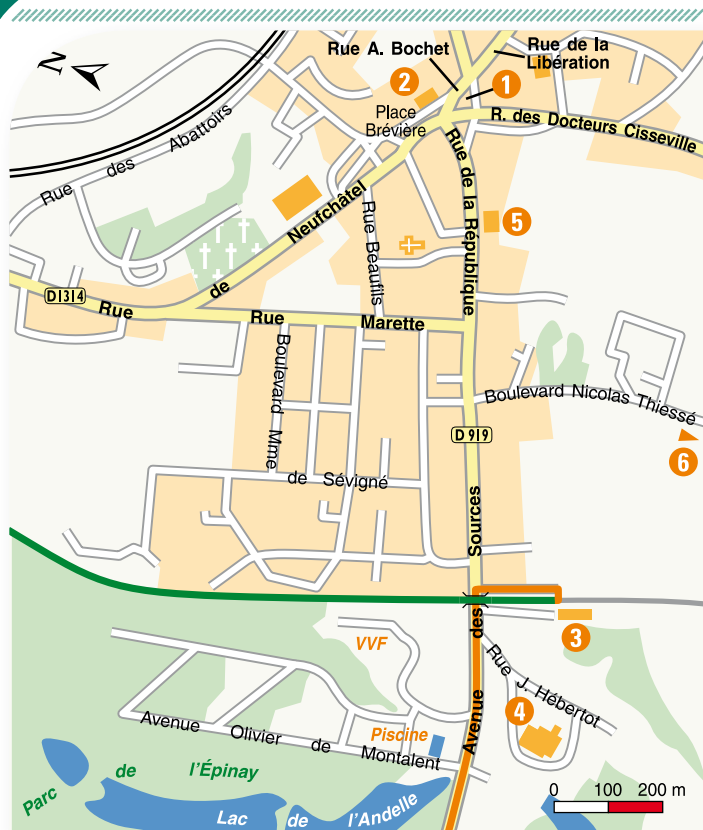 N
Rue A. Bochet
Rue de la
Libération
2
1
Place
Brévière
R. des Docteurs Cisseville
Rue des Abattoirs
Rue de la République
5
Rue Beaufils
Rue de Neufchâtel
D1314
Rue Marette
Boulevard Mme de Sévigné
Boulevard Nicolas Thiessé
6
D 919
Avenue des Sources
3
VVF
Rue J. Hébertot
4
Piscine
Avenue Olivier de Montalent
Parc de l'Épinay
Lac de l'Andelle
0 100 200 m